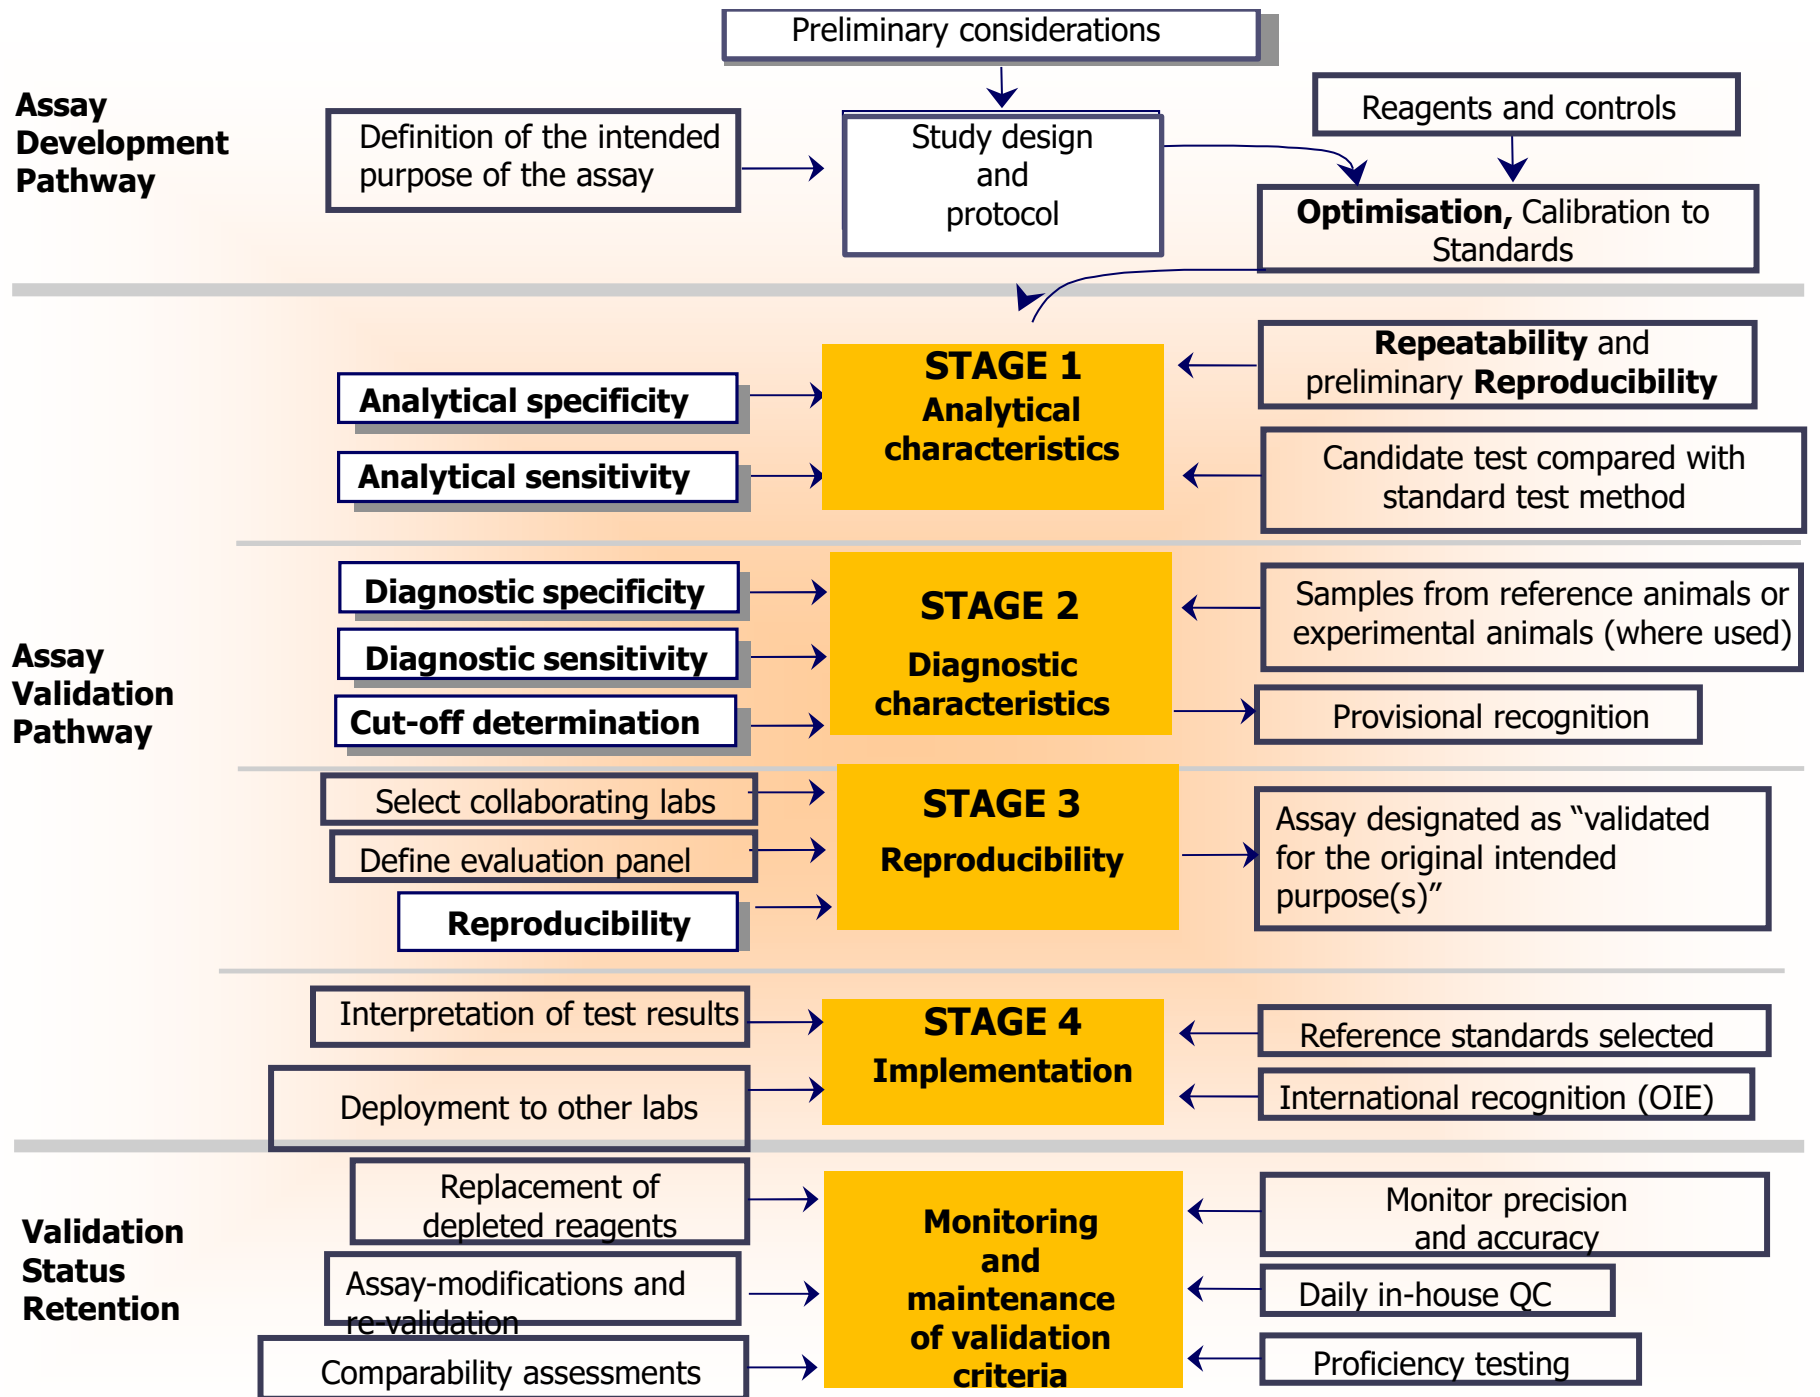 Preliminary considerations
Assay
Development
Pathway
Definition of the intended
purpose of the assay
Study design
and
protocol
Reagents and controls
Optimisation, Calibration to
Standards
Assay
Validation
Pathway
Analytical specificity
Analytical sensitivity
STAGE 1
Analytical
characteristics
Repeatability and
preliminary Reproducibility
Candidate test compared with
standard test method
Diagnostic specificity
Diagnostic sensitivity
Cut-off determination
STAGE 2
Diagnostic
characteristics
Samples from reference animals or
experimental animals (where used)
Provisional recognition
Select collaborating labs
Define evaluation panel
Reproducibility
STAGE 3
Reproducibility
Assay designated as “validated
for the original intended
purpose(s)”
Interpretation of test results
Deployment to other labs
STAGE 4
Implementation
Reference standards selected
International recognition (OIE)
Validation
Status
Retention
Replacement of
depleted reagents
Assay-modifications and
re-validation
Comparability assessments
Monitoring
and
maintenance
of validation
criteria
Monitor precision
and accuracy
Daily in-house QC
Proficiency testing